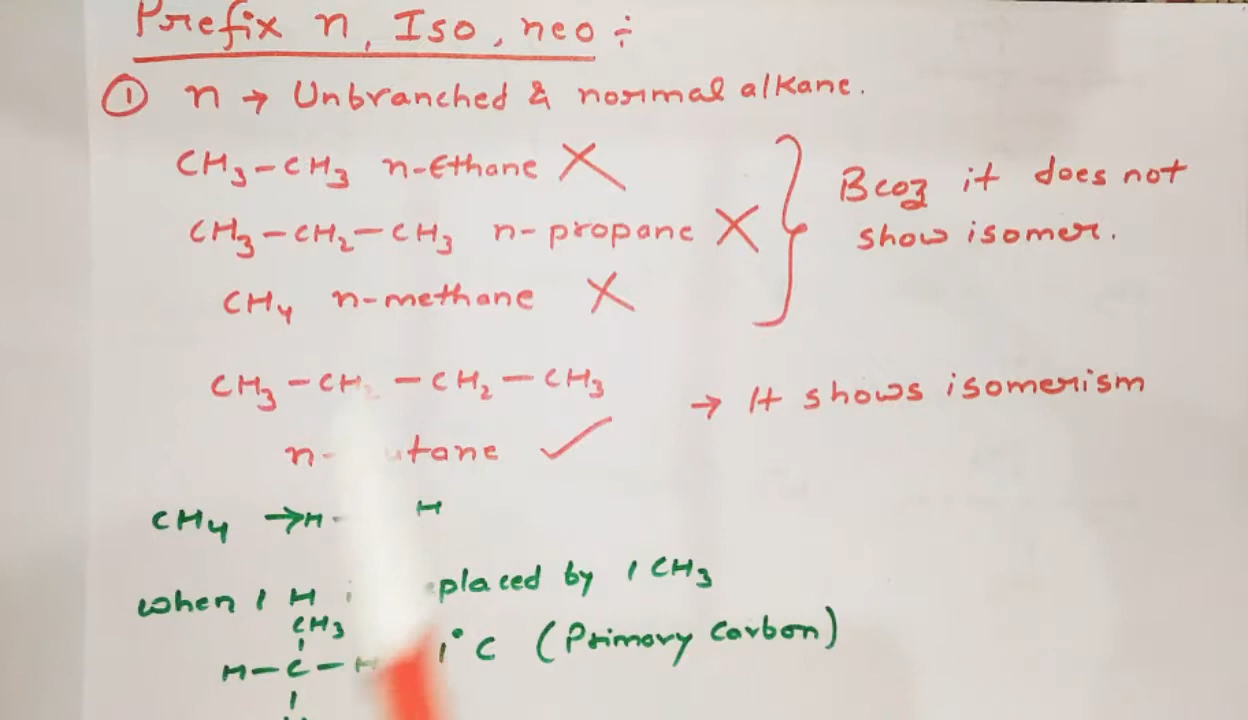 Prefix n, Iso, neo ÷
① n → Unbranched & normal alkane.
CH₃-CH₃ n-Ethane X
CH₃-CH₂-CH₃ n-propane X
CH₄ n-methane X
Bcoz it does not
show isomer.
CH₃-CH₂-CH₂-CH₃ → It shows isomerism
n- tane ✓
CH₄ → H - H
when 1 H placed by 1 CH₃
CH₃
H-C-H 1° C (Primary Carbon)